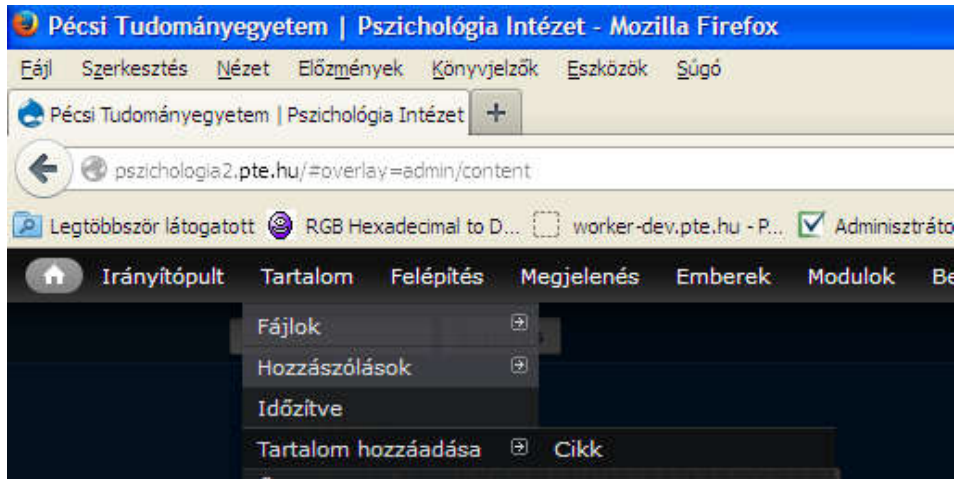 Pécsi Tudományegyetem | Pszichológia Intézet - Mozilla Firefox
Fájl Szerkesztés Nézet Előzmények Könyvjelzők Eszközök Súgó
Pécsi Tudományegyetem | Pszichológia Intézet
pszichologia2.pte.hu/#overlay=admin/content
Legtöbbször látogatott RGB Hexadecimal to D... worker-dev.pte.hu - P... Adminisztráto
Irányítópult Tartalom Felépítés Megjelenés Emberek Modulok Be
Fájlok
Hozzászólások
Időzítve
Tartalom hozzáadása Cikk